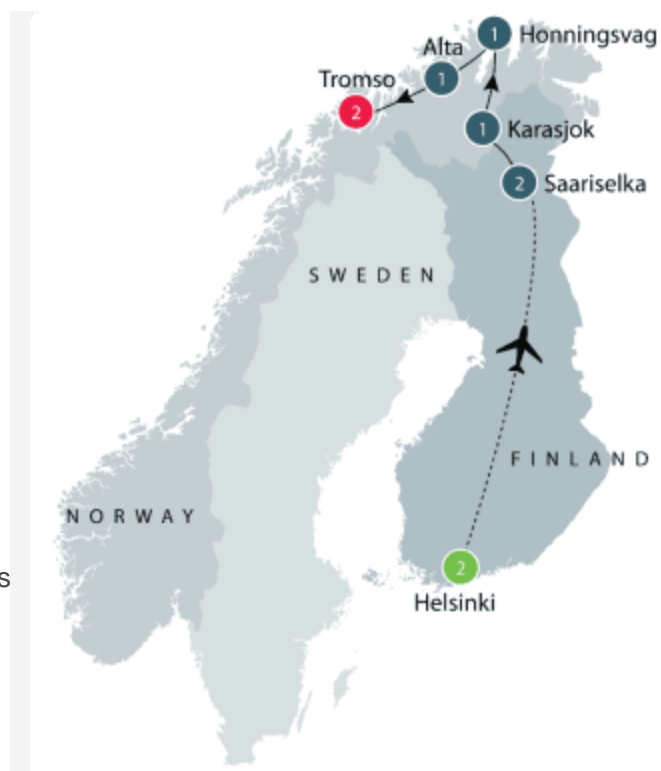 1 Honningsvag
Alta
1
Tromso
2
1 Karasjok
2 Saariselka
SWEDEN
FINLAND
NORWAY
s
2
Helsinki